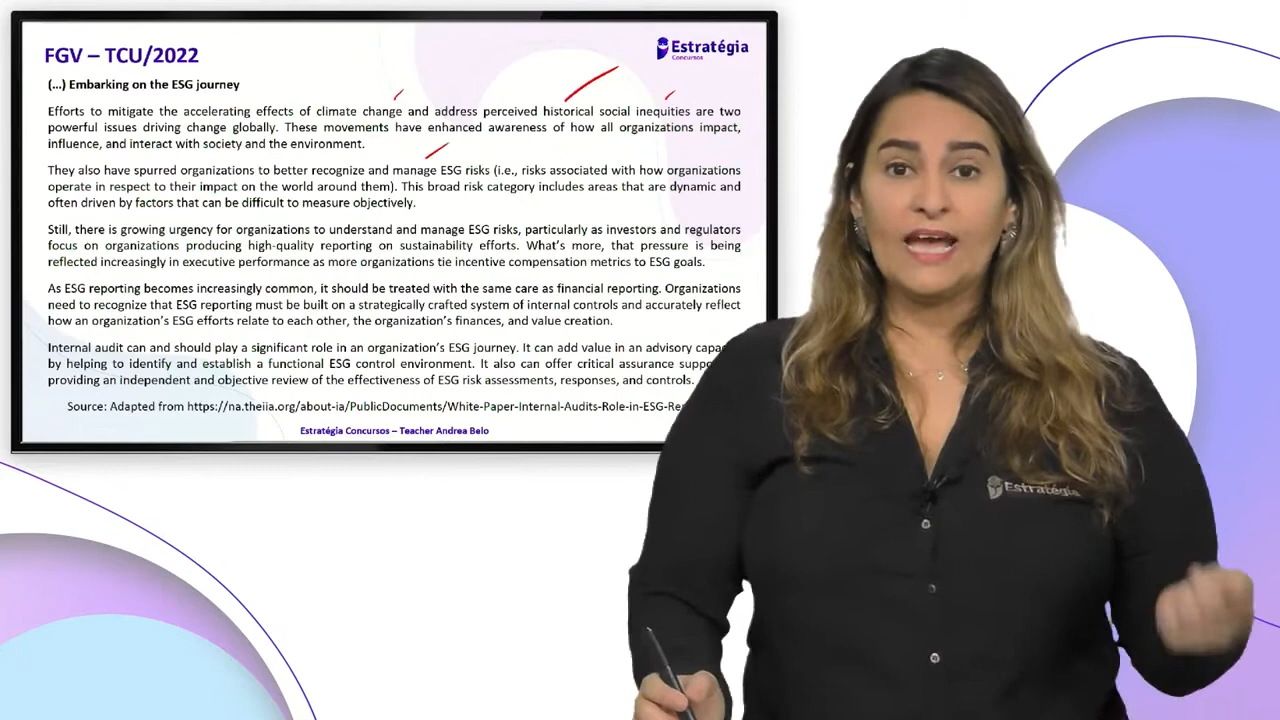 FGV – TCU/2022
Estratégia
Concursos
(...) Embarking on the ESG journey
Efforts to mitigate the accelerating effects of climate change and address perceived historical social inequities are two
powerful issues driving change globally. These movements have enhanced awareness of how all organizations impact,
influence, and interact with society and the environment.
They also have spurred organizations to better recognize and manage ESG risks (i.e., risks associated with how organizations
operate in respect to their impact on the world around them). This broad risk category includes areas that are dynamic and
often driven by factors that can be difficult to measure objectively.
Still, there is growing urgency for organizations to understand and manage ESG risks, particularly as investors and regulators
focus on organizations producing high-quality reporting on sustainability efforts. What's more, that pressure is being
reflected increasingly in executive performance as more organizations tie incentive compensation metrics to ESG goals.
As ESG reporting becomes increasingly common, it should be treated with the same care as financial reporting. Organizations
need to recognize that ESG reporting must be built on a strategically crafted system of internal controls and accurately reflect
how an organization's ESG efforts relate to each other, the organization's finances, and value creation.
Internal audit can and should play a significant role in an organization's ESG journey. It can add value in an advisory
by helping to identify and establish a functional ESG control environment. It also can offer critical assurance
providing an independent and objective review of the effectiveness of ESG risk assessments, responses, and controls.
Source: Adapted from https://na.theiia.org/about-ia/PublicDocuments/White-Paper-Internal-Audits-Role-in-ESG-Re
Estratégia Concursos – Teacher Andrea Belo
Estratégia